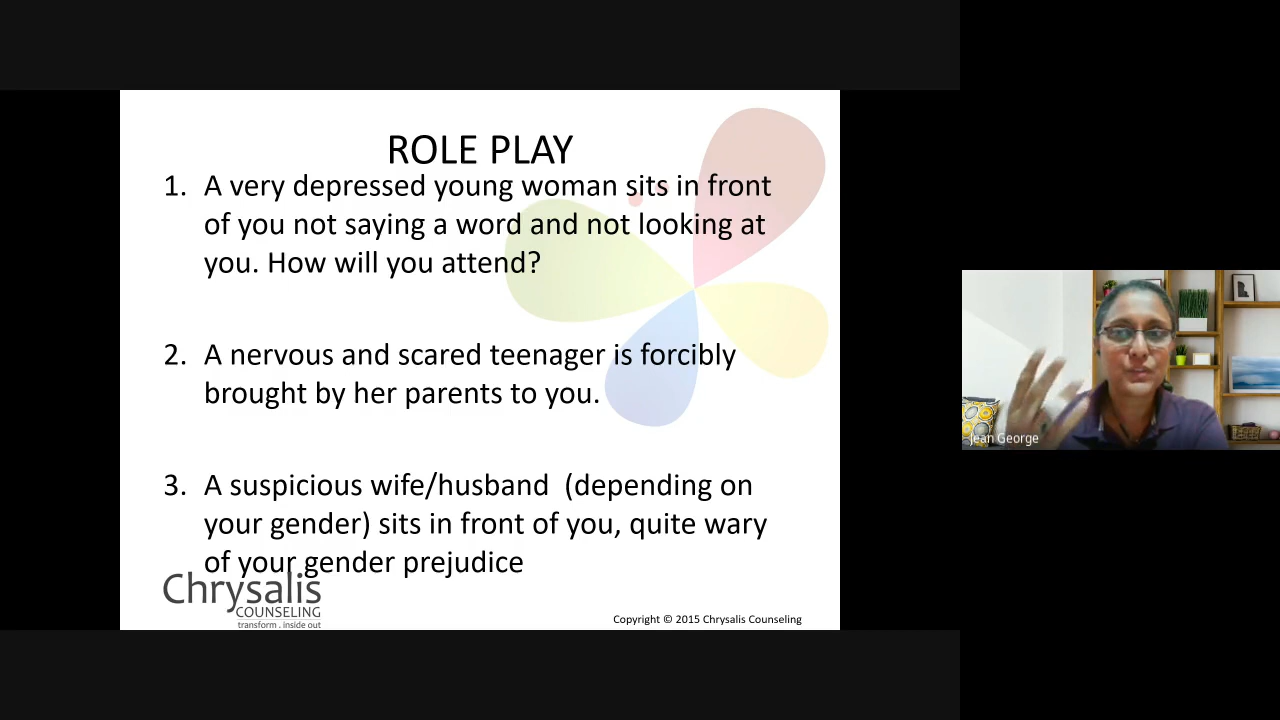 ROLE PLAY
1. A very depressed young woman sits in front
of you not saying a word and not looking at
you. How will you attend?
2. A nervous and scared teenager is forcibly
brought by her parents to you.
3. A suspicious wife/husband (depending on
your gender) sits in front of you, quite wary
of your gender prejudice
Chrysalis
COUNSELING
transform . inside out
Copyright © 2015 Chrysalis Counseling
Jean George